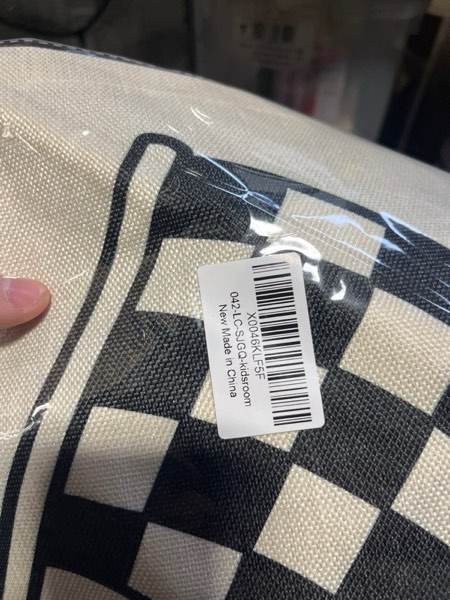 X0046KLF5F
042-LC-SJGQ-kidsroom
New Made in China